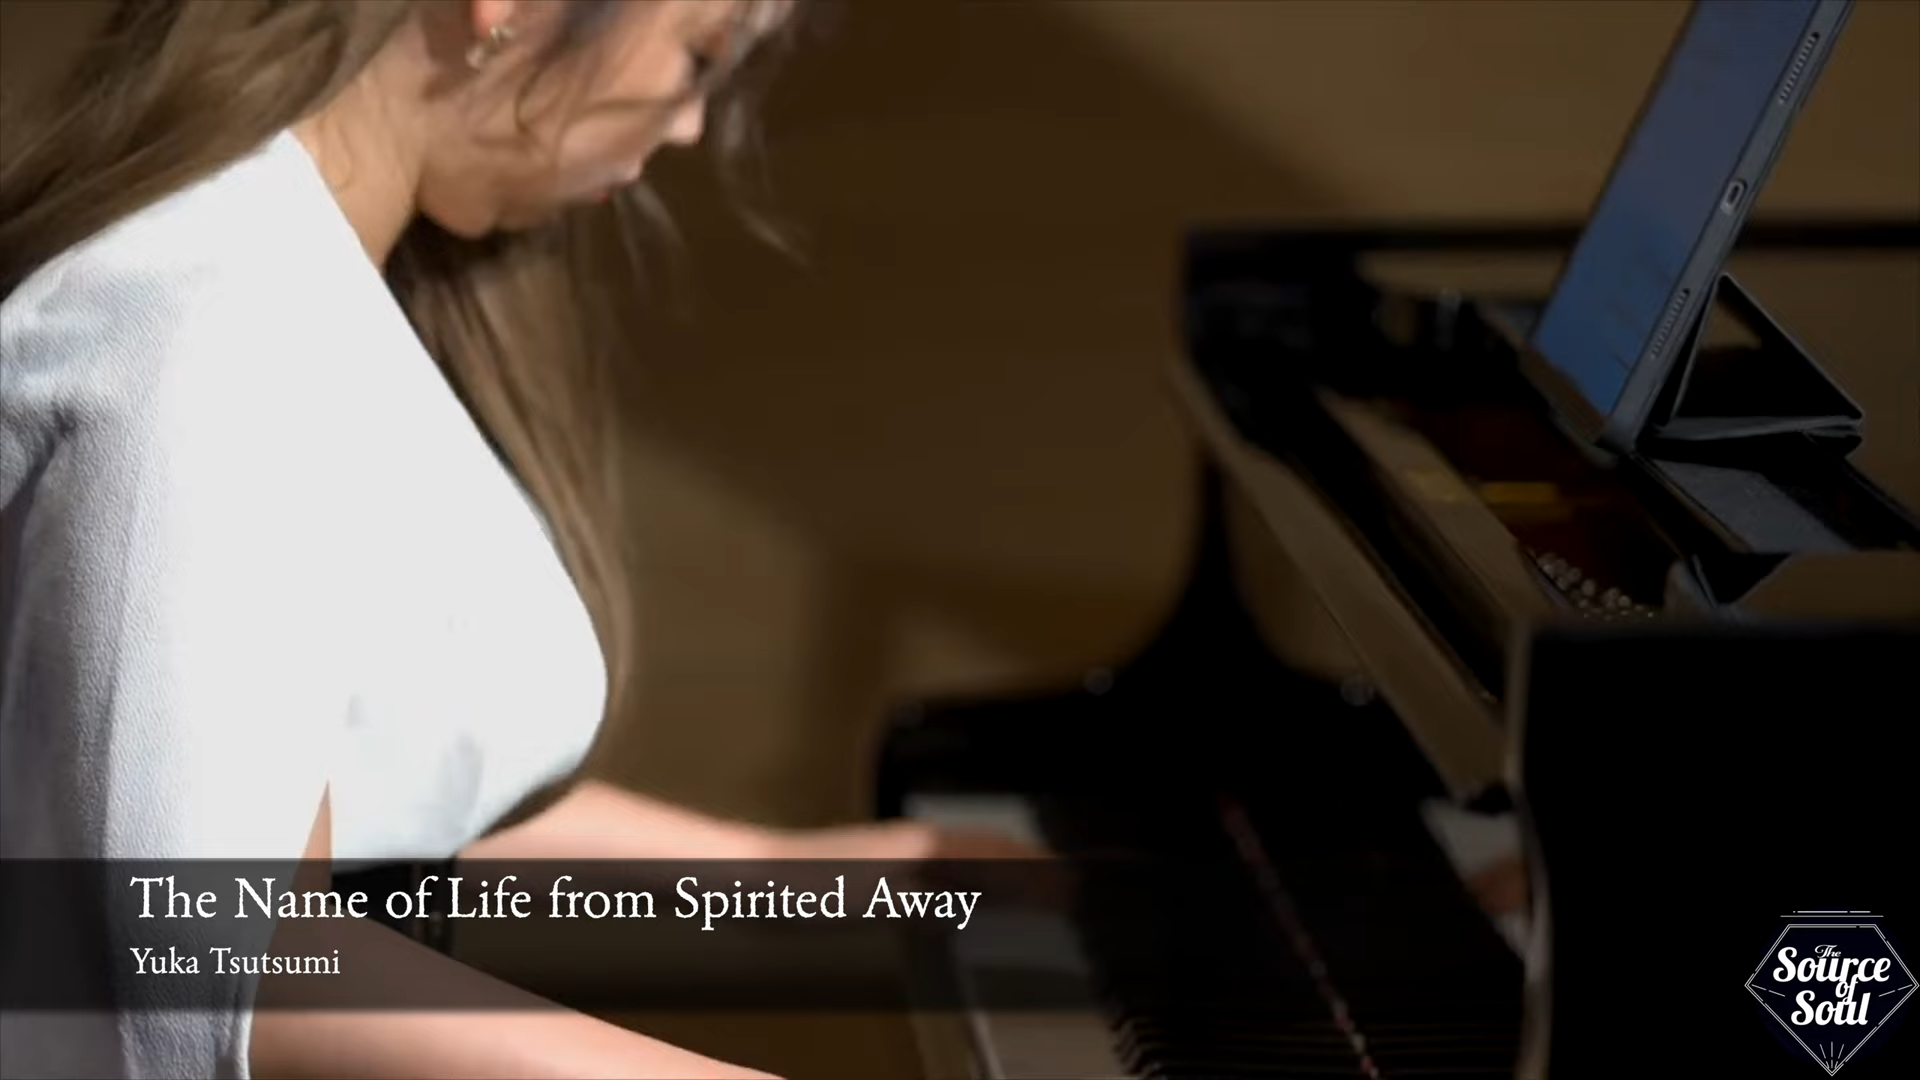 The Name of Life from Spirited Away
Yuka Tsutsumi
The
Source
of
Soul